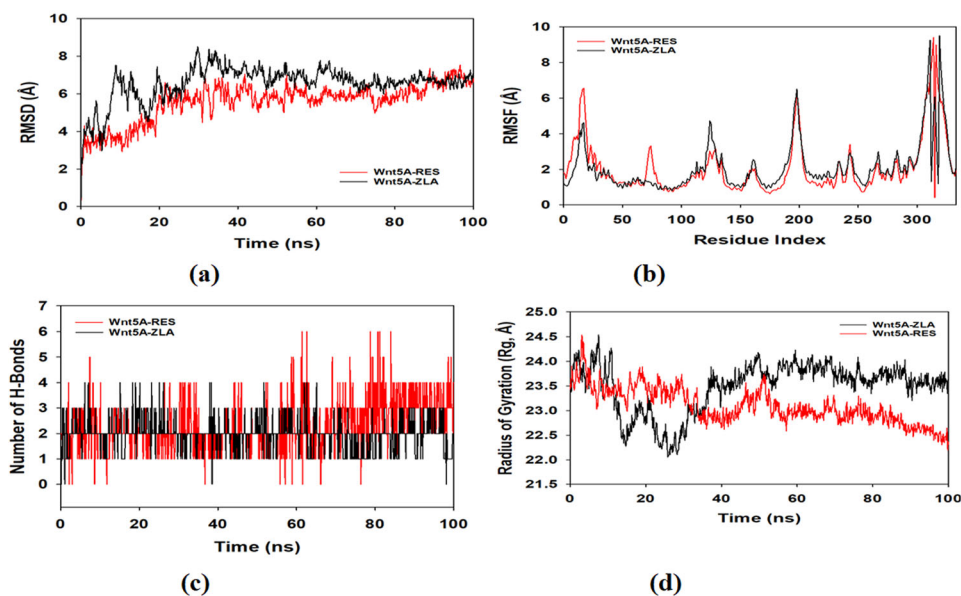 10
8
6
4
2
0
RMSD (Å)
Wnt5A-RES
Wnt5A-ZLA
0 20 40 60 80 100
Time (ns)
(a)
10
8
6
4
2
0
RMSF (Å)
Wnt5A-RES
Wnt5A-ZLA
0 50 100 150 200 250 300
Residue Index
(b)
7
6
5
4
3
2
1
0
Number of H-Bonds
Wnt5A-RES
Wnt5A-ZLA
0 20 40 60 80 100
Time (ns)
(c)
25.0
24.5
24.0
23.5
23.0
22.5
22.0
21.5
Radius of Gyration (Rg, Å)
Wnt5A-ZLA
Wnt5A-RES
0 20 40 60 80 100
Time (ns)
(d)